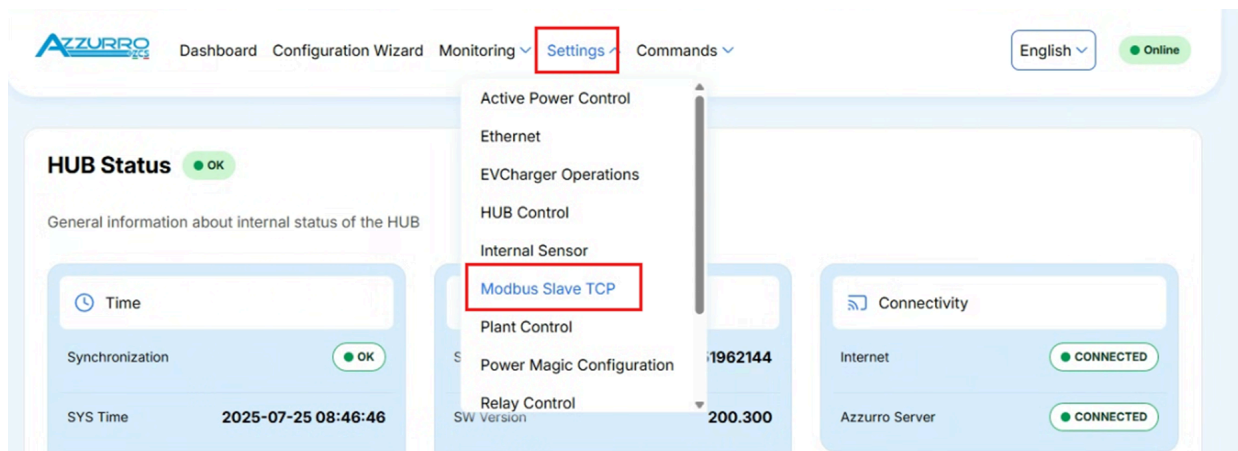 AZZURRO
ZCS
Dashboard Configuration Wizard Monitoring Settings Commands English Online
Active Power Control
Ethernet
EVCharger Operations
HUB Control
Internal Sensor
Modbus Slave TCP
Plant Control
Power Magic Configuration
Relay Control
HUB Status OK
General information about internal status of the HUB
Time
Synchronization OK
SYS Time 2025-07-25 08:46:46
S 1962144
SW Version 200.300
Connectivity
Internet CONNECTED
Azzurro Server CONNECTED